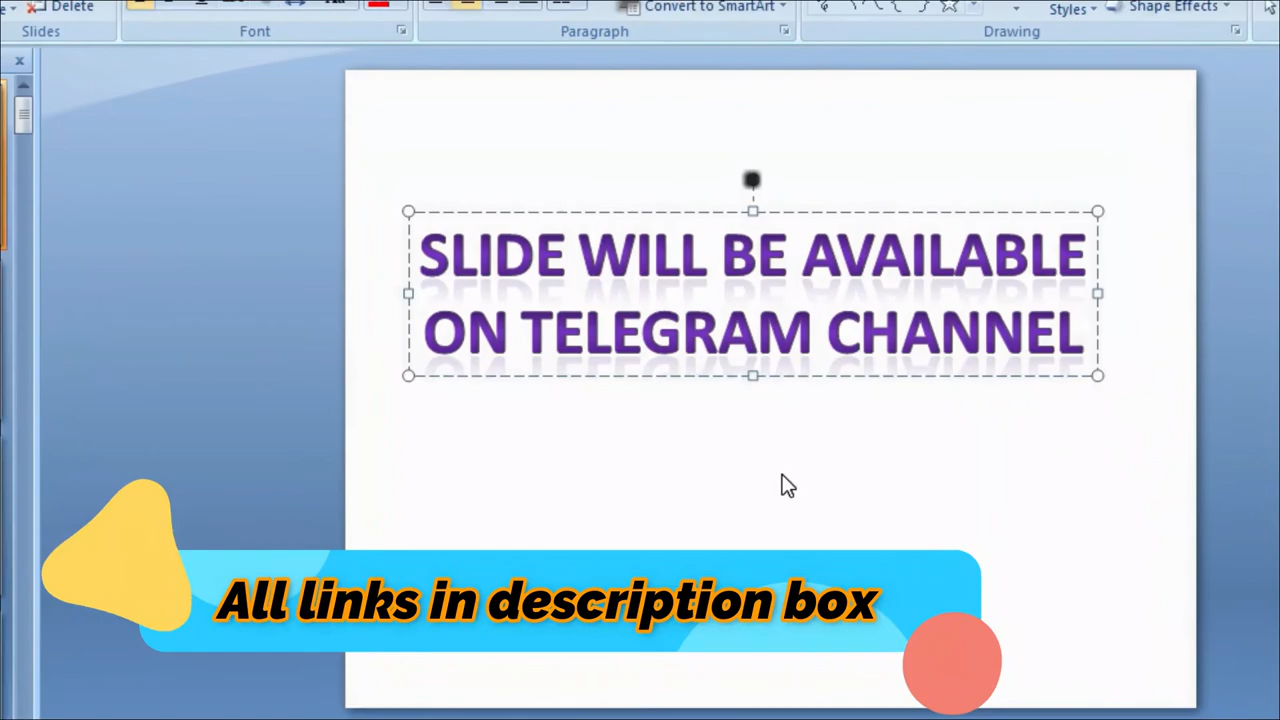 Delete
Convert to SmartArt
Styles
Shape Effects
Slides
Font
Paragraph
Drawing
SLIDE WILL BE AVAILABLE
ON TELEGRAM CHANNEL
All links in description box